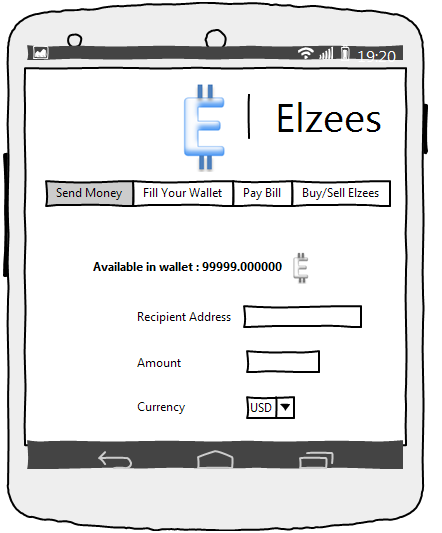 19:20
E | Elzees
Send Money Fill Your Wallet Pay Bill Buy/Sell Elzees
Available in wallet : 99999.000000 E
Recipient Address
Amount
Currency USD